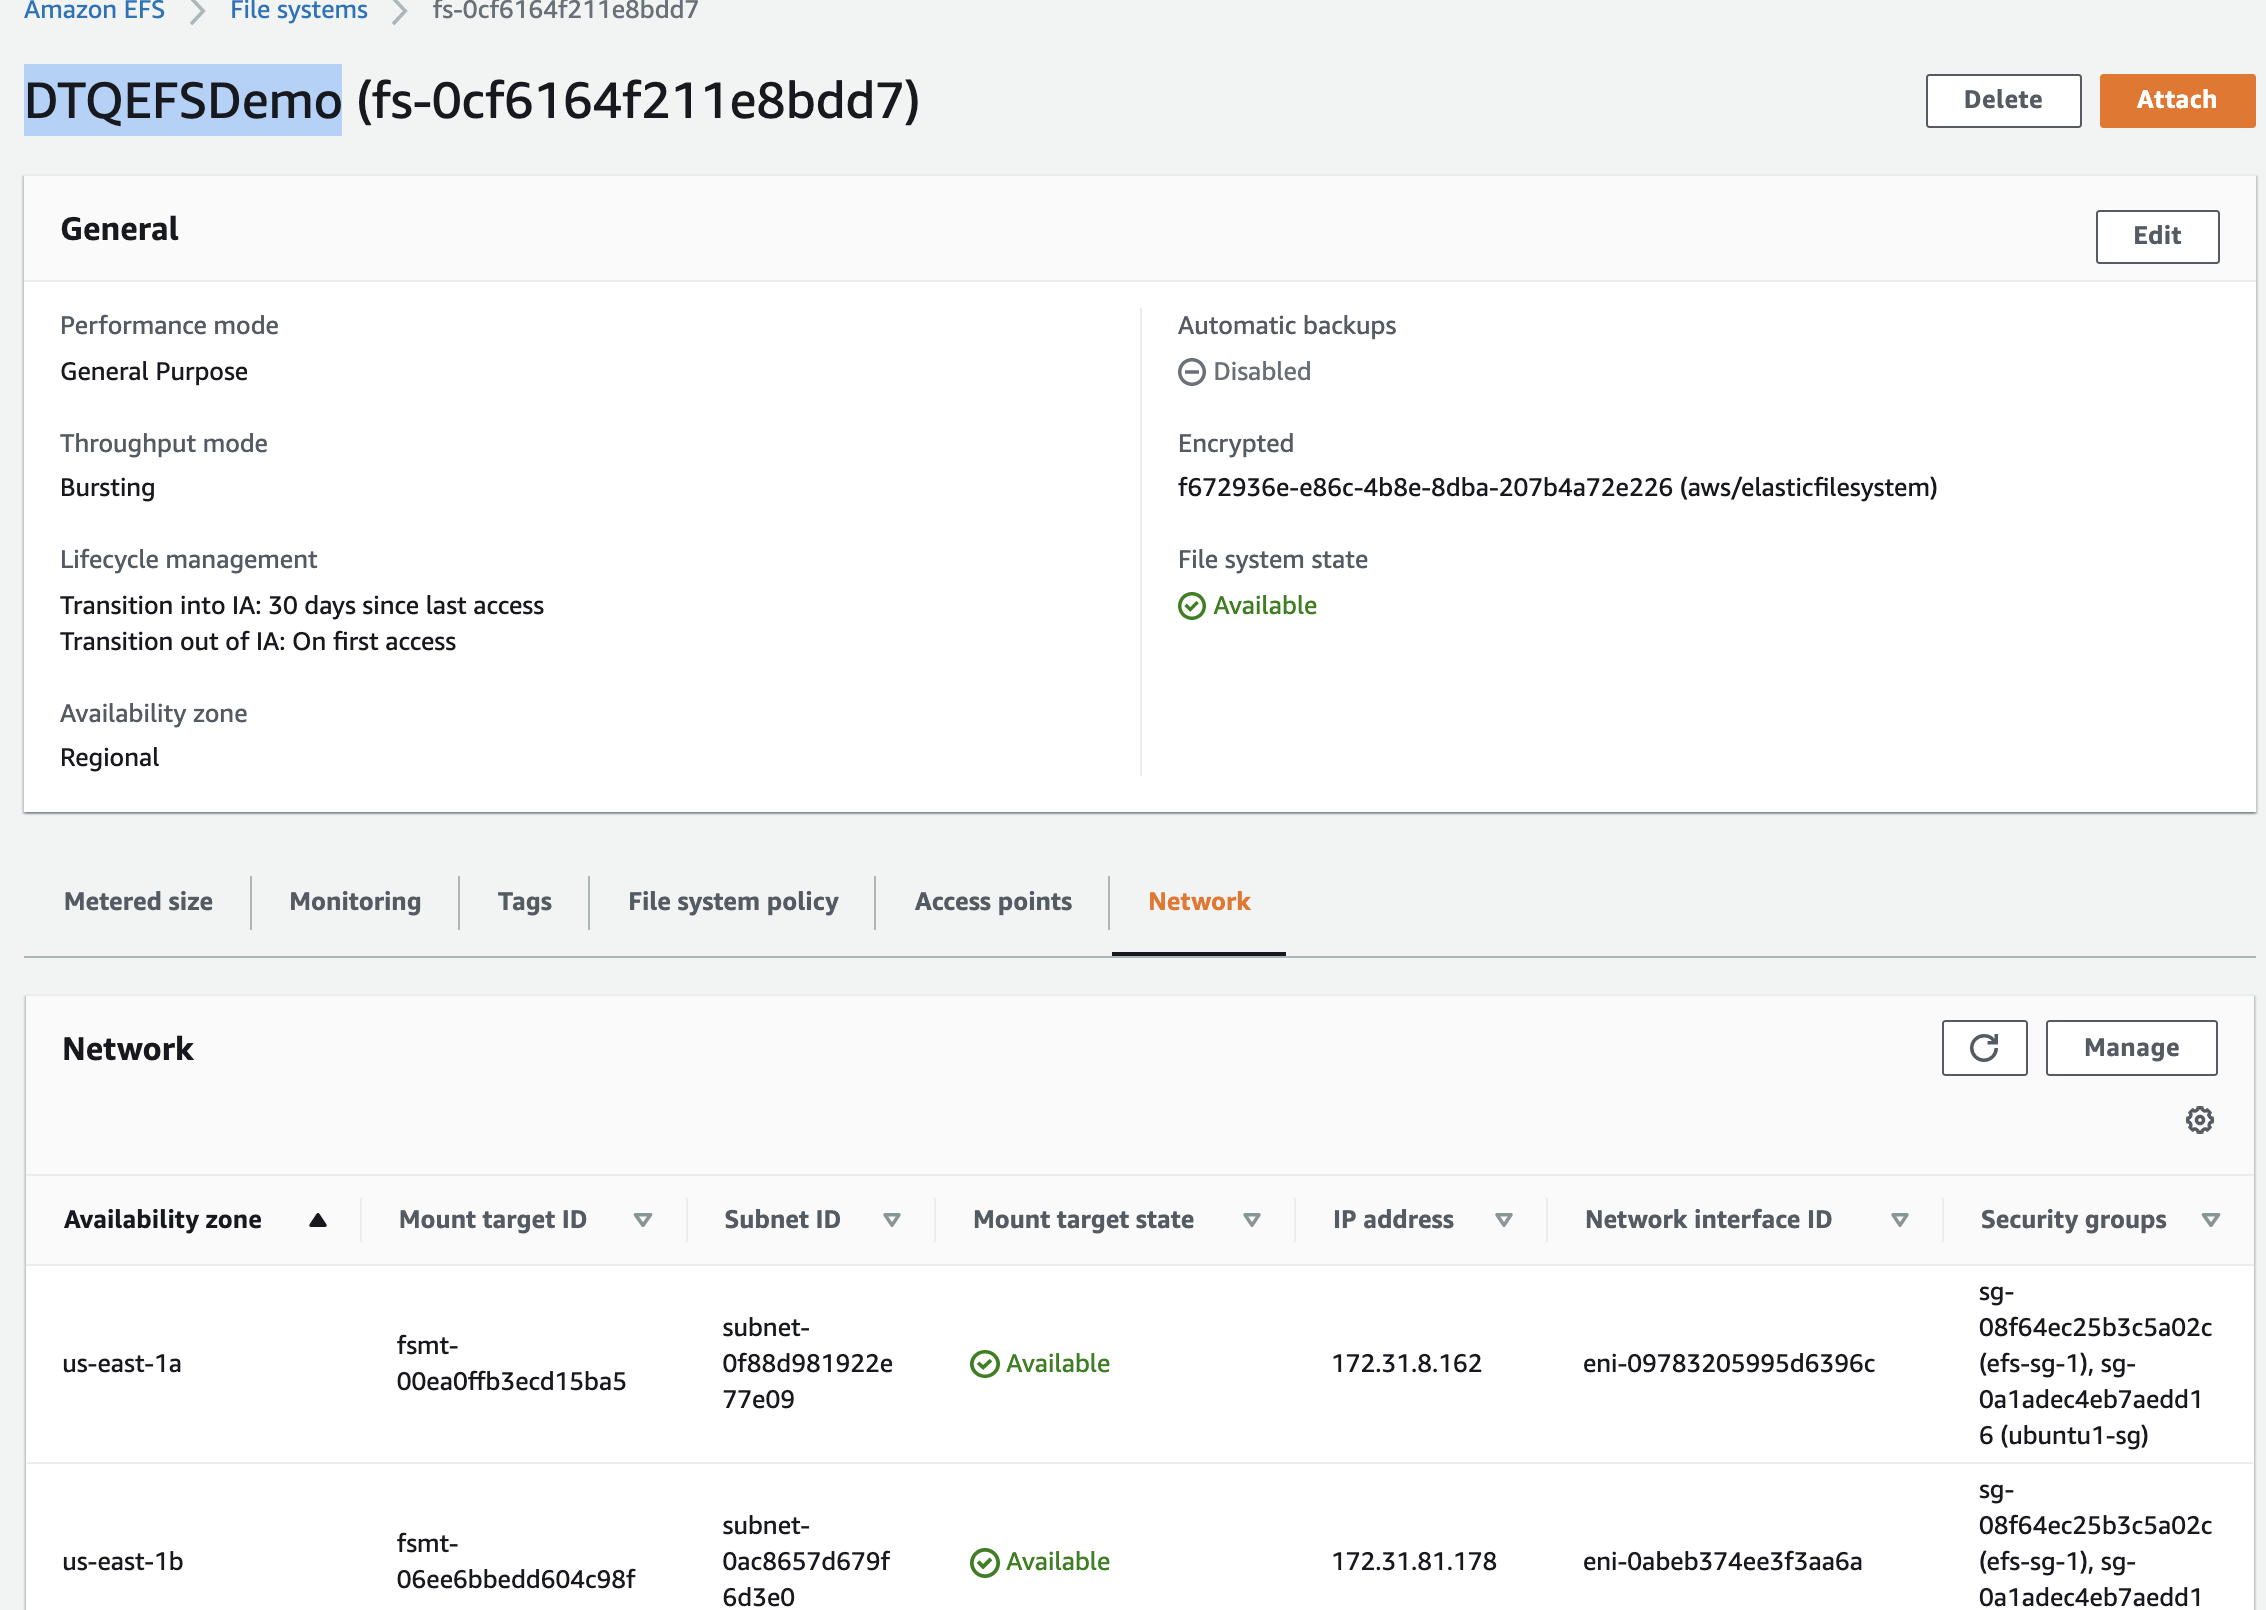 Amazon EFS > File systems > fs-0cf6164f211e8bdd7
DTQEFSDemo (fs-0cf6164f211e8bdd7)
Delete
Attach
General
Edit
Performance mode
General Purpose
Throughput mode
Bursting
Lifecycle management
Transition into IA: 30 days since last access
Transition out of IA: On first access
Availability zone
Regional
Automatic backups
Disabled
Encrypted
f672936e-e86c-4b8e-8dba-207b4a72e226 (aws/elasticfilesystem)
File system state
Available
Metered size
Monitoring
Tags
File system policy
Access points
Network
Network
Manage
Availability zone
Mount target ID
Subnet ID
Mount target state
IP address
Network interface ID
Security groups
us-east-1a
fsmt-
00ea0ffb3ecd15ba5
subnet-
0f88d981922e
77e09
Available
172.31.8.162
eni-09783205995d6396c
sg-
08f64ec25b3c5a02c
(efs-sg-1), sg-
0a1adec4eb7aedd1
6 (ubuntu1-sg)
us-east-1b
fsmt-
06ee6bbedd604c98f
subnet-
0ac8657d679f
6d3e0
Available
172.31.81.178
eni-0abeb374ee3f3aa6a
sg-
08f64ec25b3c5a02c
(efs-sg-1), sg-
0a1adec4eb7aedd1